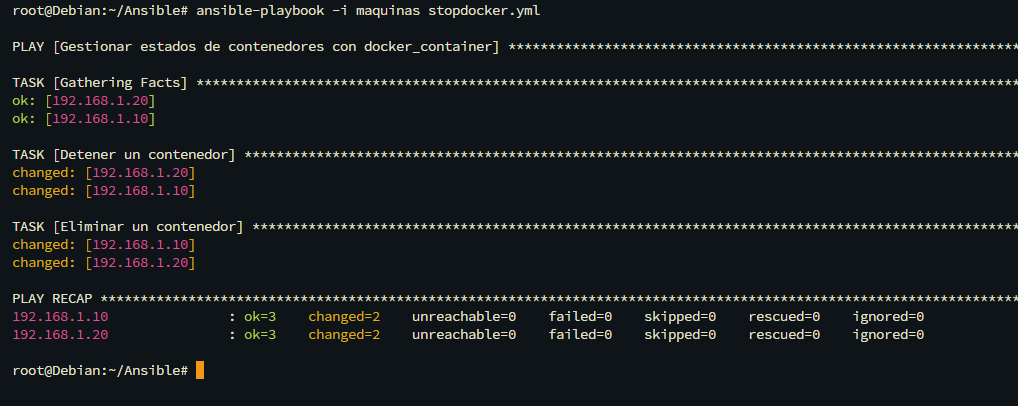 root@Debian:~/Ansible# ansible-playbook -i maquinas stopdocker.yml
PLAY [Gestionar estados de contenedores con docker_container] ****************************************************************
TASK [Gathering Facts] *******************************************************************************************************
ok: [192.168.1.20]
ok: [192.168.1.10]
TASK [Detener un contenedor] *************************************************************************************************
changed: [192.168.1.20]
changed: [192.168.1.10]
TASK [Eliminar un contenedor] ************************************************************************************************
changed: [192.168.1.10]
changed: [192.168.1.20]
PLAY RECAP *******************************************************************************************************************
192.168.1.10               : ok=3    changed=2    unreachable=0    failed=0    skipped=0    rescued=0    ignored=0
192.168.1.20               : ok=3    changed=2    unreachable=0    failed=0    skipped=0    rescued=0    ignored=0
root@Debian:~/Ansible#